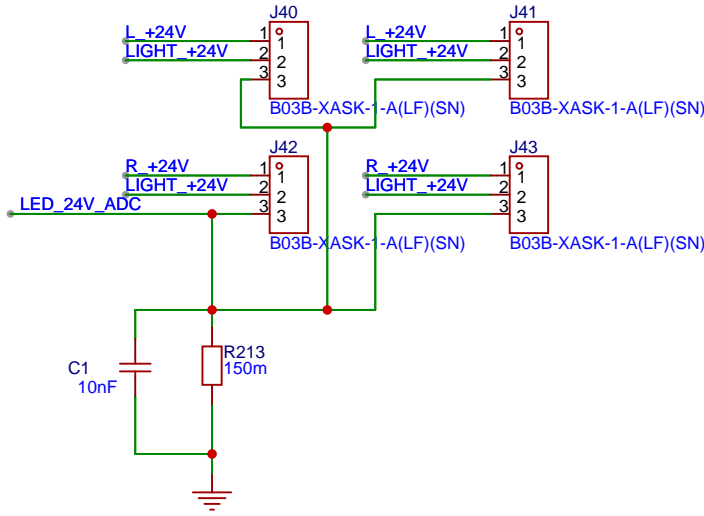 J40
L_+24V
LIGHT_+24V
1
2
3
1
2
3
B03B-XASK-1-A(LF)(SN)
J41
L_+24V
LIGHT_+24V
1
2
3
1
2
3
B03B-XASK-1-A(LF)(SN)
J42
R_+24V
LIGHT_+24V
LED_24V_ADC
1
2
3
1
2
3
B03B-XASK-1-A(LF)(SN)
J43
R_+24V
LIGHT_+24V
1
2
3
1
2
3
B03B-XASK-1-A(LF)(SN)
C1
10nF
R213
150m